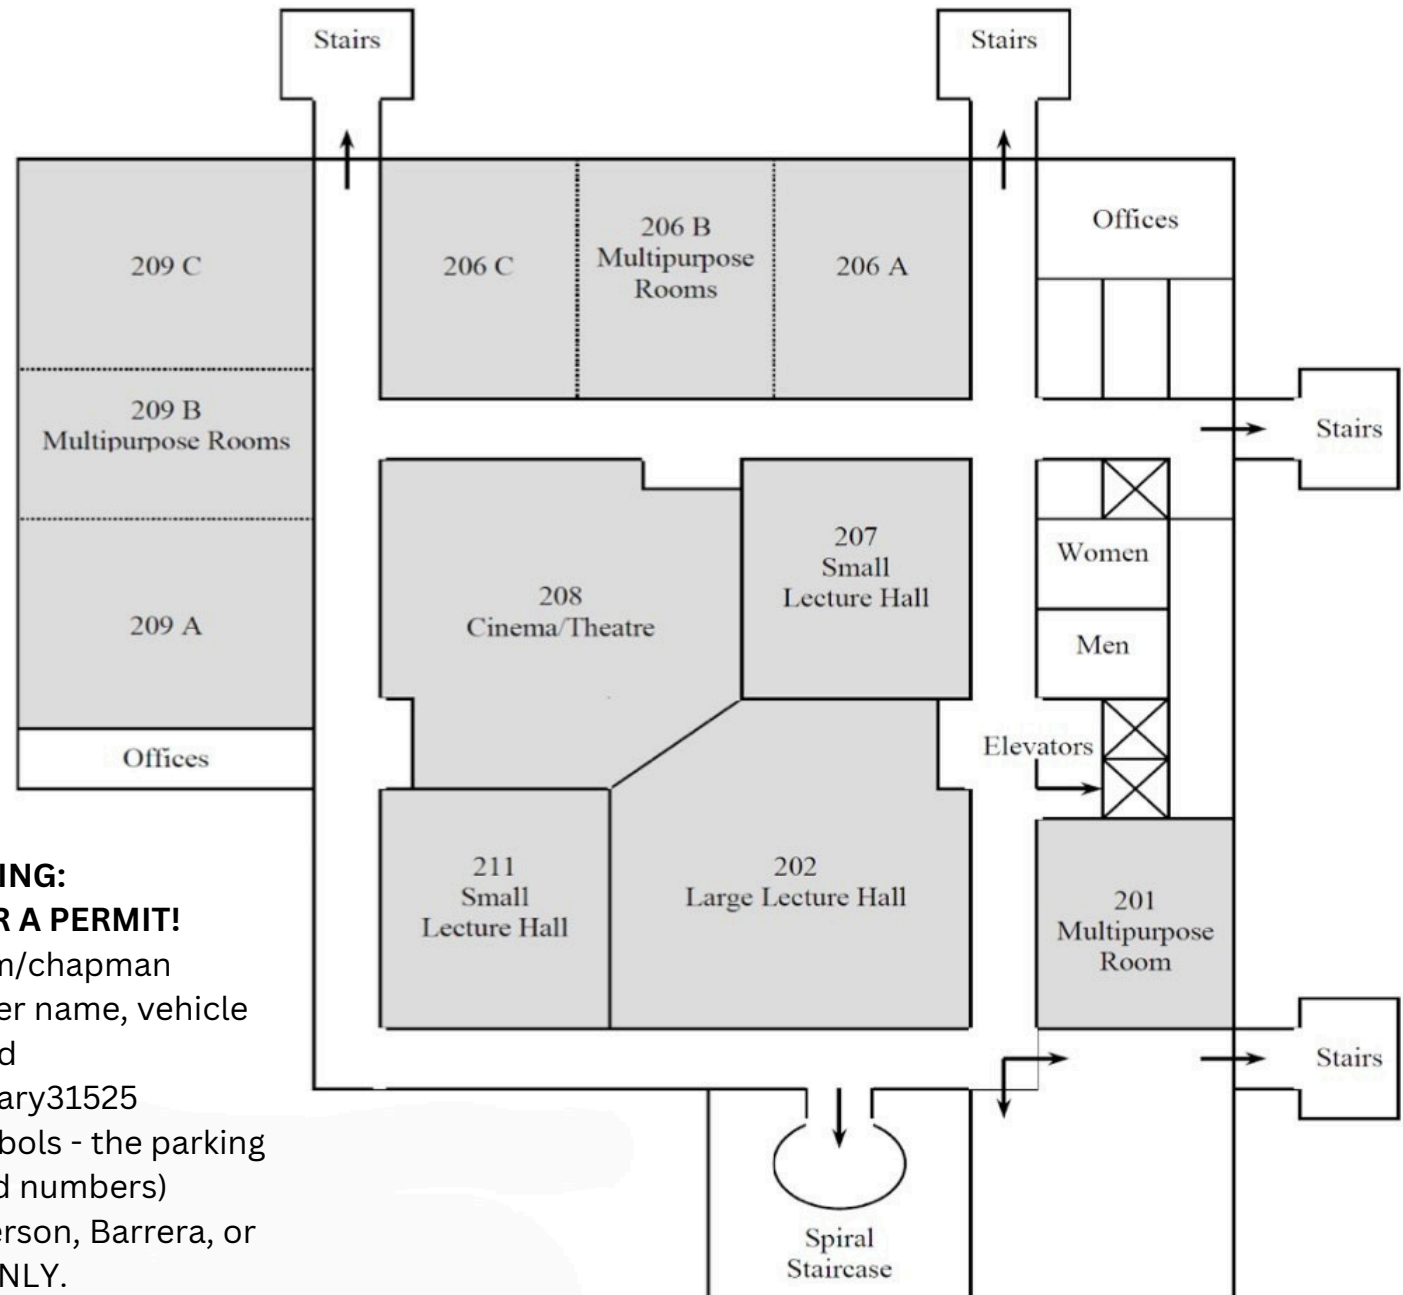 Stairs
Stairs
209 C
206 C
206 B
Multipurpose
Rooms
206 A
Offices
209 B
Multipurpose Rooms
Stairs
209 A
208
Cinema/Theatre
207
Small
Lecture Hall
Women
Men
Elevators
Offices
211
Small
Lecture Hall
202
Large Lecture Hall
201
Multipurpose
Room
Stairs
Spiral
Staircase
ING:
R A PERMIT!
m/chapman
er name, vehicle
d
ary31525
bols - the parking
d numbers)
erson, Barrera, or
NLY.